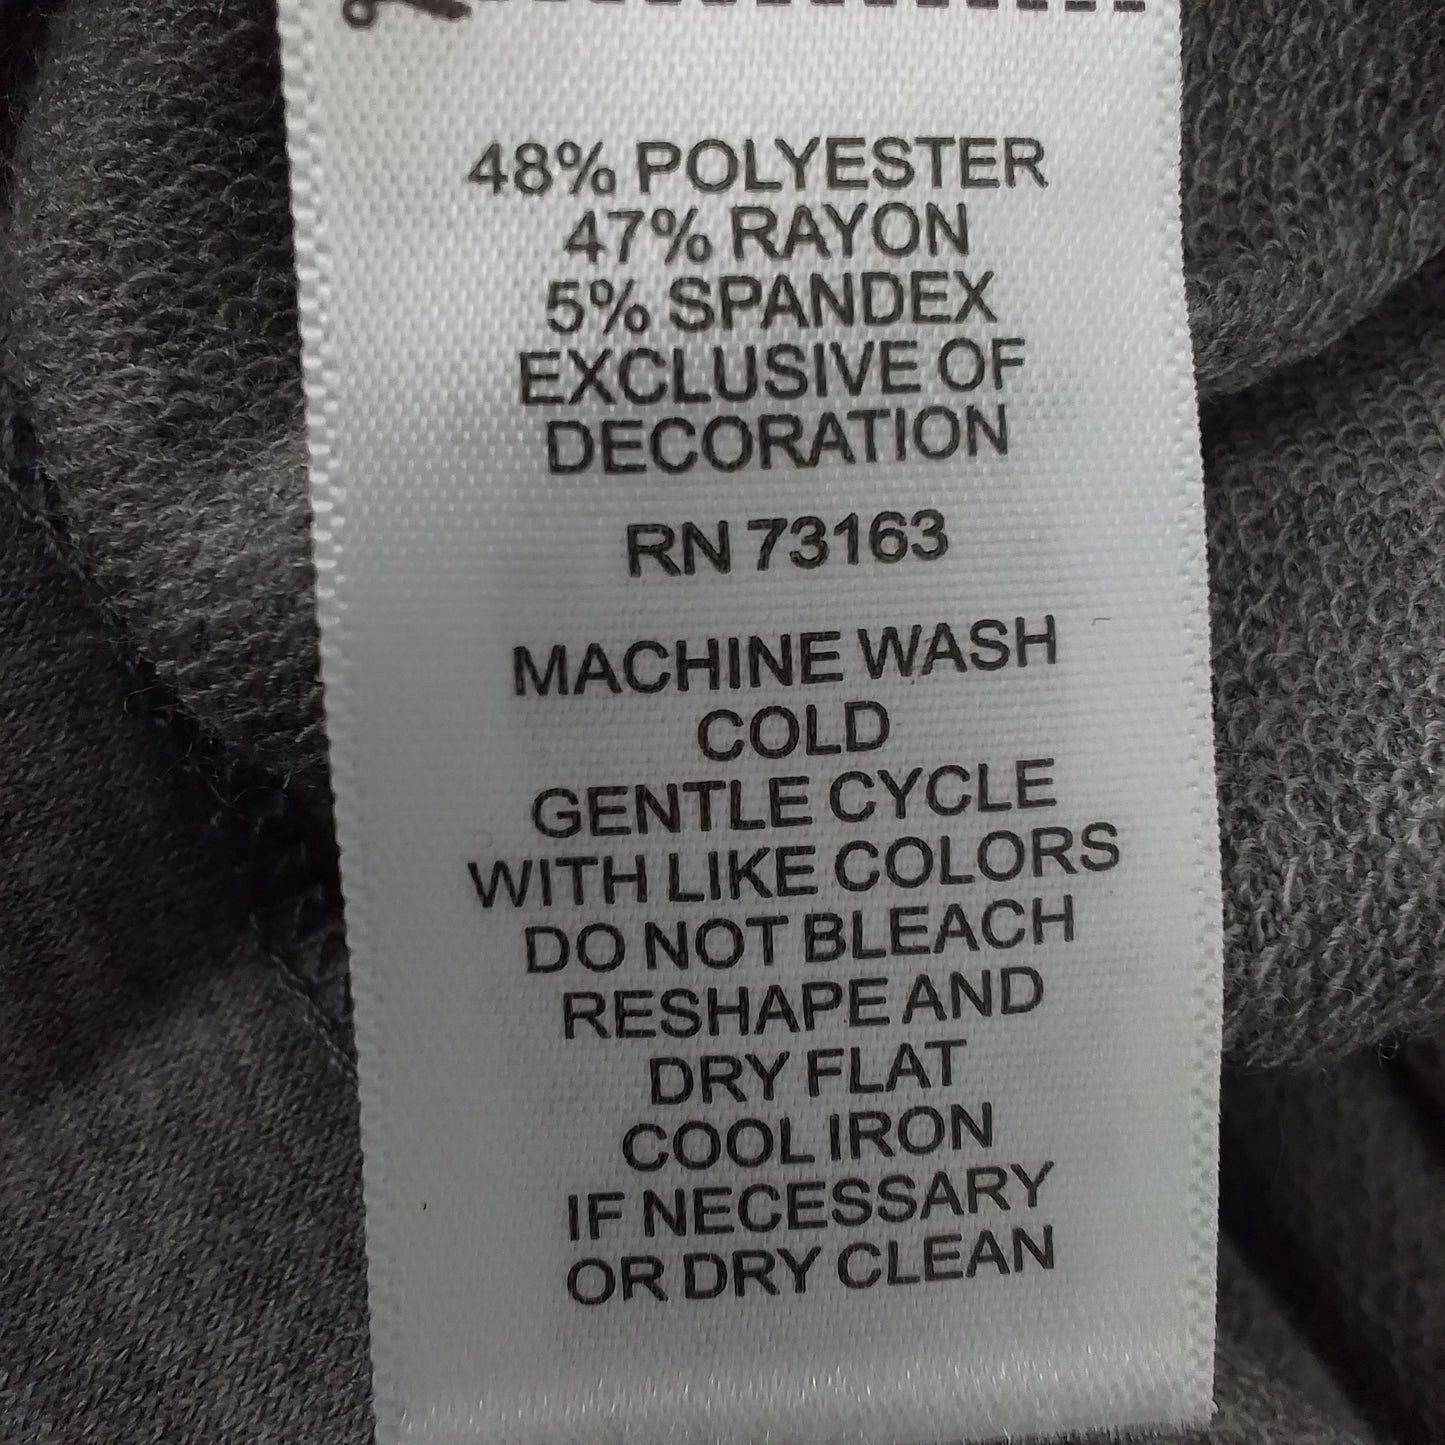 48% POLYESTER
47% RAYON
5% SPANDEX
EXCLUSIVE OF
DECORATION
RN 73163
MACHINE WASH
COLD
GENTLE CYCLE
WITH LIKE COLORS
DO NOT BLEACH
RESHAPE AND
DRY FLAT
COOL IRON
IF NECESSARY
OR DRY CLEAN